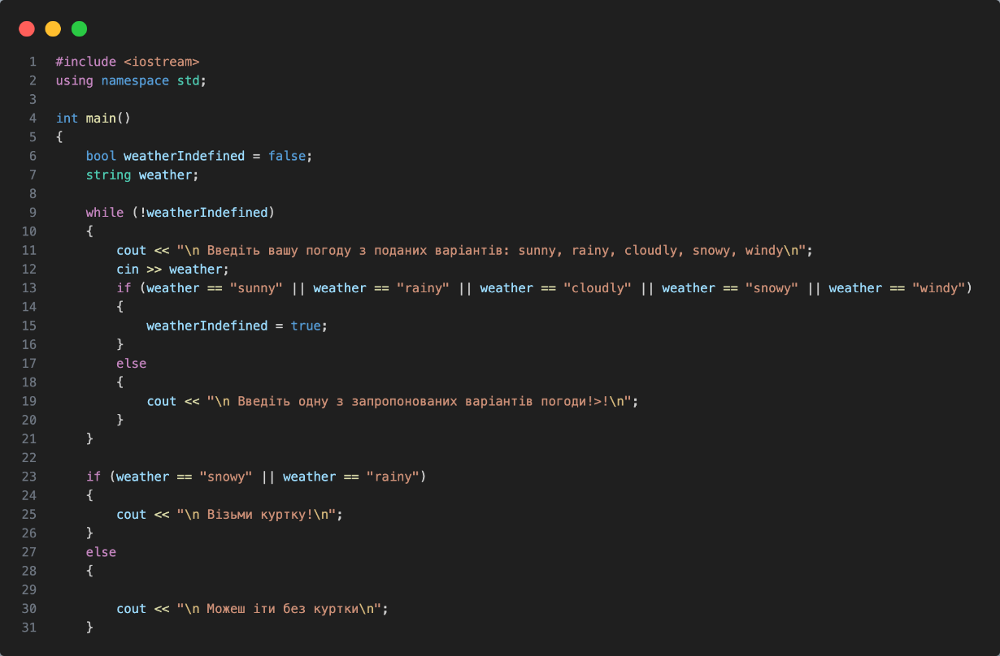 1 #include <iostream>
2 using namespace std;
3
4 int main()
5 {
6     bool weatherIndefined = false;
7     string weather;
8
9     while (!weatherIndefined)
10     {
11         cout << "\n Введіть вашу погоду з поданих варіантів: sunny, rainy, cloudly, snowy, windy\n";
12         cin >> weather;
13         if (weather == "sunny" || weather == "rainy" || weather == "cloudly" || weather == "snowy" || weather == "windy")
14         {
15             weatherIndefined = true;
16         }
17         else
18         {
19             cout << "\n Введіть одну з запропонованих варіантів погоди!>!\n";
20         }
21     }
22
23     if (weather == "snowy" || weather == "rainy")
24     {
25         cout << "\n Візьми куртку!\n";
26     }
27     else
28     {
29
30         cout << "\n Можеш іти без куртки\n";
31     }